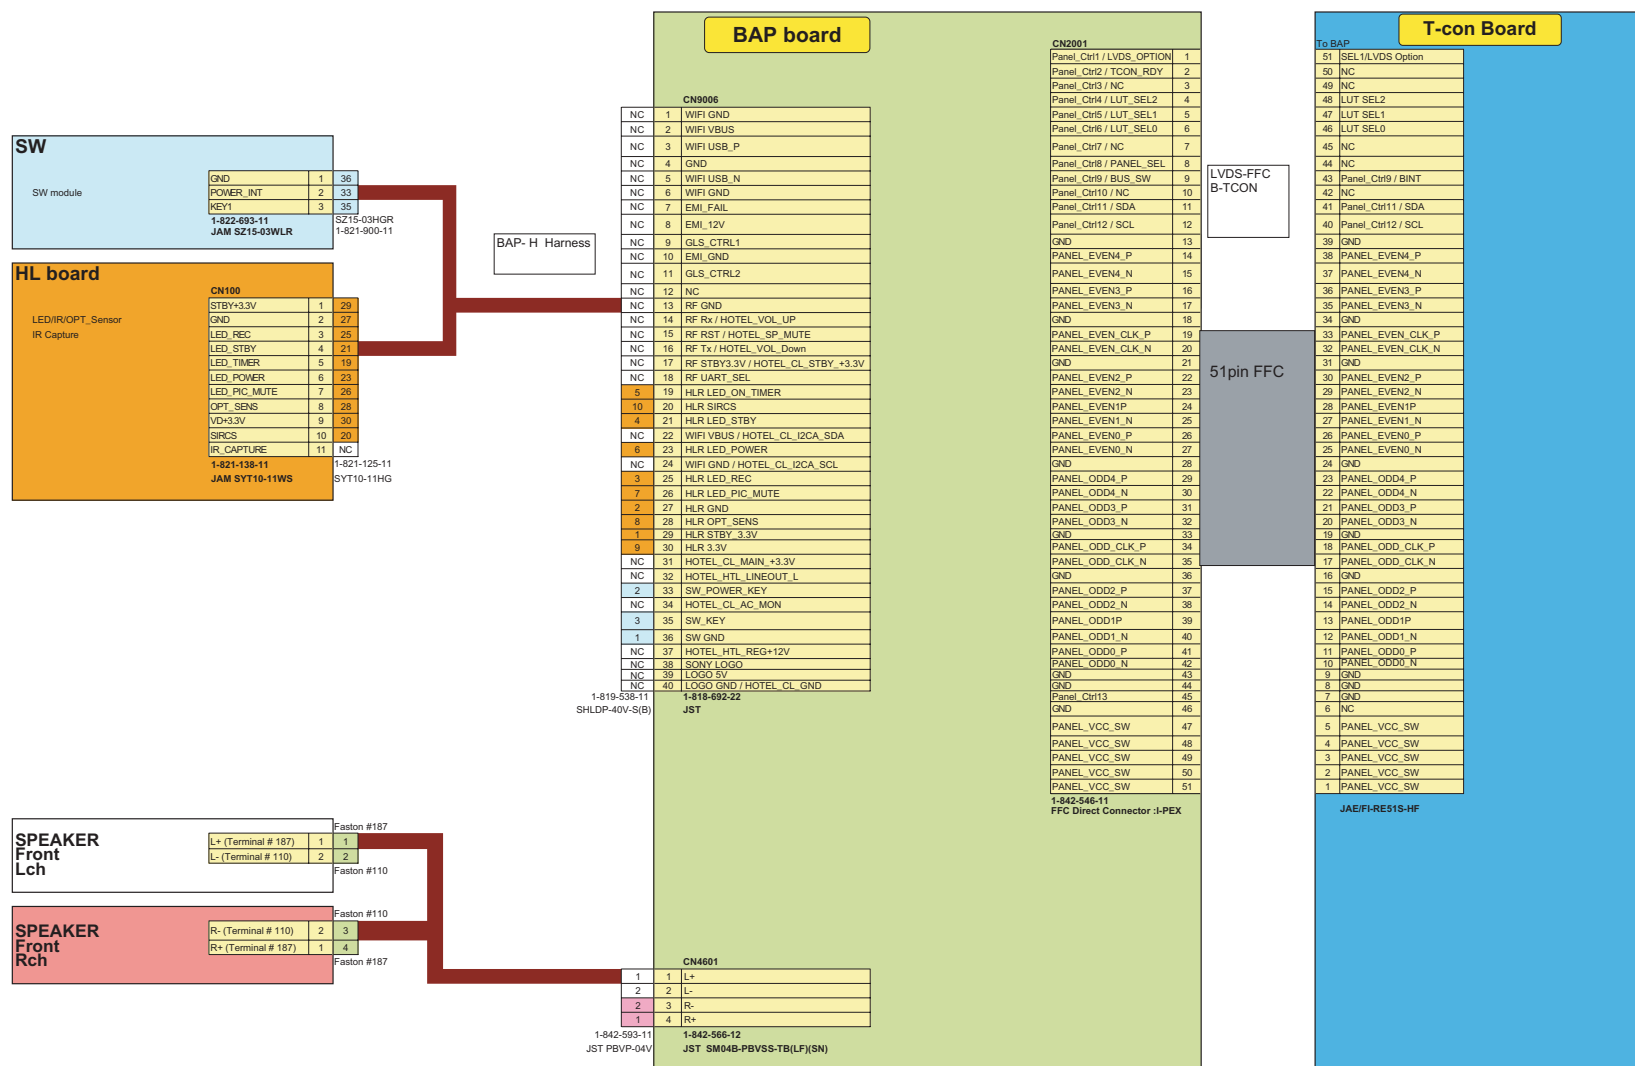 BAP board
T-con Board
SW
SW module
GND 1 36
POWER_INT 2 33
KEY1 3 35
1-822-693-11 SZ15-03HGR
JAM SZ15-03WLR 1-821-900-11
HL board
CN100
LED/IR/OPT_Sensor
IR Capture
STBY+3.3V 1 29
GND 2 27
LED_REC 3 25
LED_STBY 4 21
LED_TIMER 5 19
LED_POWER 6 23
LED_PIC_MUTE 7 26
OPT_SENS 8 28
VD+3.3V 9 30
SIRCS 10 20
IR_CAPTURE 11 NC
1-821-138-11 1-821-125-11
JAM SYT10-11WS SYT10-11HG
BAP- H Harness
CN9006
NC 1 WIFI GND
NC 2 WIFI VBUS
NC 3 WIFI USB_P
NC 4 GND
NC 5 WIFI USB_N
NC 6 WIFI GND
NC 7 EMI_FAIL
NC 8 EMI_12V
NC 9 GLS_CTRL1
NC 10 EMI_GND
NC 11 GLS_CTRL2
NC 12 NC
NC 13 RF GND
NC 14 RF Rx / HOTEL_VOL_UP
NC 15 RF RST / HOTEL_SP_MUTE
NC 16 RF Tx / HOTEL_VOL_Down
NC 17 RF STBY3.3V / HOTEL_CL_STBY_+3.3V
NC 18 RF UART_SEL
5 19 HLR LED_ON_TIMER
10 20 HLR SIRCS
4 21 HLR LED_STBY
NC 22 WIFI VBUS / HOTEL_CL_I2CA_SDA
6 23 HLR LED_POWER
NC 24 WIFI GND / HOTEL_CL_I2CA_SCL
3 25 HLR LED_REC
7 26 HLR LED_PIC_MUTE
2 27 HLR GND
8 28 HLR OPT_SENS
1 29 HLR STBY_3.3V
9 30 HLR 3.3V
NC 31 HOTEL_CL_MAIN_+3.3V
NC 32 HOTEL_HTL_LINEOUT_L
2 33 SW_POWER_KEY
NC 34 HOTEL_CL_AC_MON
3 35 SW_KEY
1 36 SW GND
NC 37 HOTEL_HTL_REG+12V
NC 38 SONY LOGO
NC 39 LOGO 5V
NC 40 LOGO GND / HOTEL_CL_GND
1-819-538-11 1-818-692-22
SHLDP-40V-S(B) JST
CN2001
Panel_Ctrl1 / LVDS_OPTION 1
Panel_Ctrl2 / TCON_RDY 2
Panel_Ctrl3 / NC 3
Panel_Ctrl4 / LUT_SEL2 4
Panel_Ctrl5 / LUT_SEL1 5
Panel_Ctrl6 / LUT_SEL0 6
Panel_Ctrl7 / NC 7
Panel_Ctrl8 / PANEL_SEL 8
Panel_Ctrl9 / BUS_SW 9
Panel_Ctrl10 / NC 10
Panel_Ctrl11 / SDA 11
Panel_Ctrl12 / SCL 12
GND 13
PANEL_EVEN4_P 14
PANEL_EVEN4_N 15
PANEL_EVEN3_P 16
PANEL_EVEN3_N 17
GND 18
PANEL_EVEN_CLK_P 19
PANEL_EVEN_CLK_N 20
GND 21
PANEL_EVEN2_P 22
PANEL_EVEN2_N 23
PANEL_EVEN1P 24
PANEL_EVEN1_N 25
PANEL_EVEN0_P 26
PANEL_EVEN0_N 27
GND 28
PANEL_ODD4_P 29
PANEL_ODD4_N 30
PANEL_ODD3_P 31
PANEL_ODD3_N 32
GND 33
PANEL_ODD_CLK_P 34
PANEL_ODD_CLK_N 35
GND 36
PANEL_ODD2_P 37
PANEL_ODD2_N 38
PANEL_ODD1P 39
PANEL_ODD1_N 40
PANEL_ODD0_P 41
PANEL_ODD0_N 42
GND 43
GND 44
Panel_Ctrl13 45
GND 46
PANEL_VCC_SW 47
PANEL_VCC_SW 48
PANEL_VCC_SW 49
PANEL_VCC_SW 50
PANEL_VCC_SW 51
1-842-546-11
FFC Direct Connector :I-PEX
LVDS-FFC
B-TCON
51pin FFC
To BAP
51 SEL1/LVDS Option
50 NC
49 NC
48 LUT SEL2
47 LUT SEL1
46 LUT SEL0
45 NC
44 NC
43 Panel_Ctrl9 / BINT
42 NC
41 Panel_Ctrl11 / SDA
40 Panel_Ctrl12 / SCL
39 GND
38 PANEL_EVEN4_P
37 PANEL_EVEN4_N
36 PANEL_EVEN3_P
35 PANEL_EVEN3_N
34 GND
33 PANEL_EVEN_CLK_P
32 PANEL_EVEN_CLK_N
31 GND
30 PANEL_EVEN2_P
29 PANEL_EVEN2_N
28 PANEL_EVEN1P
27 PANEL_EVEN1_N
26 PANEL_EVEN0_P
25 PANEL_EVEN0_N
24 GND
23 PANEL_ODD4_P
22 PANEL_ODD4_N
21 PANEL_ODD3_P
20 PANEL_ODD3_N
19 GND
18 PANEL_ODD_CLK_P
17 PANEL_ODD_CLK_N
16 GND
15 PANEL_ODD2_P
14 PANEL_ODD2_N
13 PANEL_ODD1P
12 PANEL_ODD1_N
11 PANEL_ODD0_P
10 PANEL_ODD0_N
9 GND
8 GND
7 GND
6 NC
5 PANEL_VCC_SW
4 PANEL_VCC_SW
3 PANEL_VCC_SW
2 PANEL_VCC_SW
1 PANEL_VCC_SW
JAE/FI-RE51S-HF
SPEAKER
Front
Lch
Faston #187
L+ (Terminal # 187) 1 1
L- (Terminal # 110) 2 2
Faston #110
SPEAKER
Front
Rch
Faston #110
R- (Terminal # 110) 2 3
R+ (Terminal # 187) 1 4
Faston #187
CN4601
1 1 L+
2 2 L-
2 3 R-
1 4 R+
1-842-593-11 1-842-566-12
JST PBVP-04V JST SM04B-PBVSS-TB(LF)(SN)